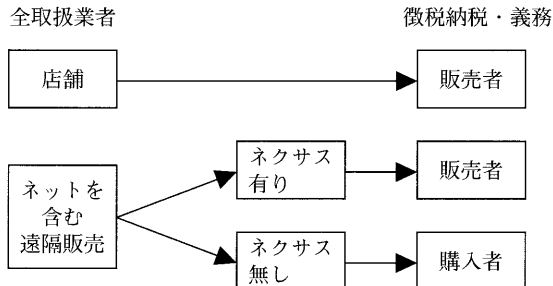 全取扱業者
徴税納税・義務
店舗
販売者
ネットを
含む
遠隔販売
ネクサス
有り
販売者
ネクサス
無し
購入者